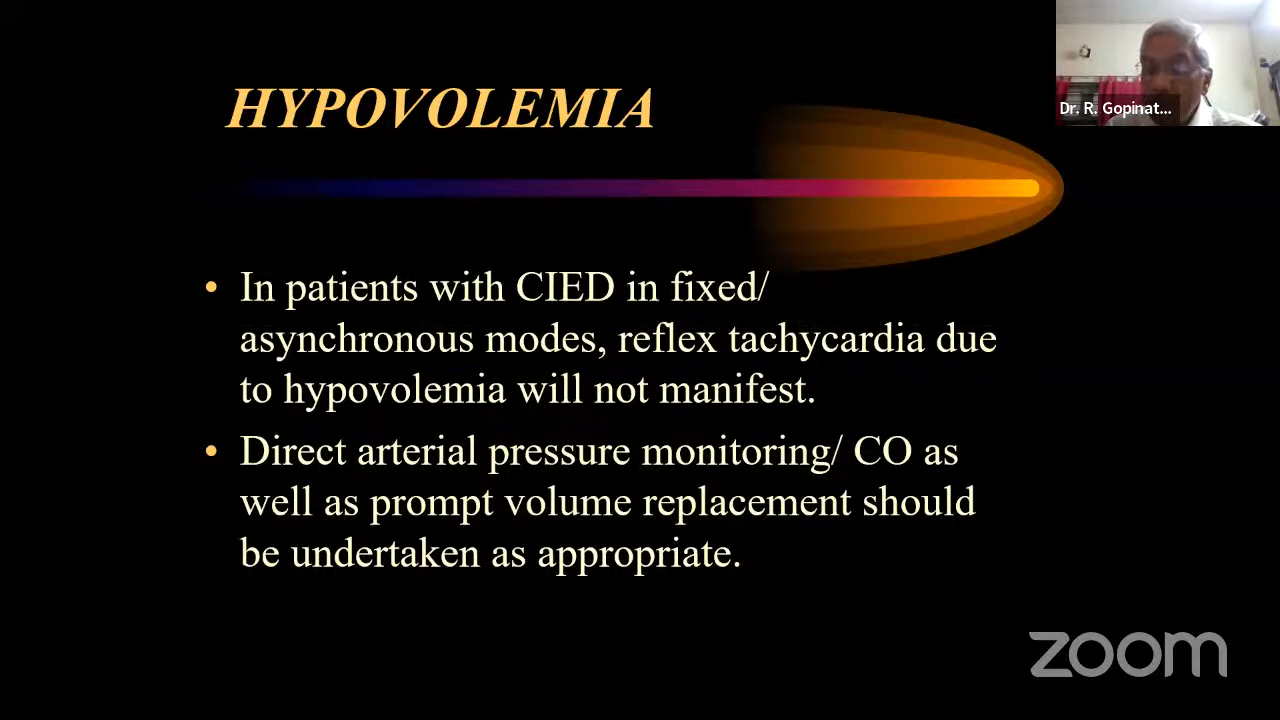 HYPOVOLEMIA
Dr. R. Gopinat...
• In patients with CIED in fixed/
asynchronous modes, reflex tachycardia due
to hypovolemia will not manifest.
• Direct arterial pressure monitoring/ CO as
well as prompt volume replacement should
be undertaken as appropriate.
zoom